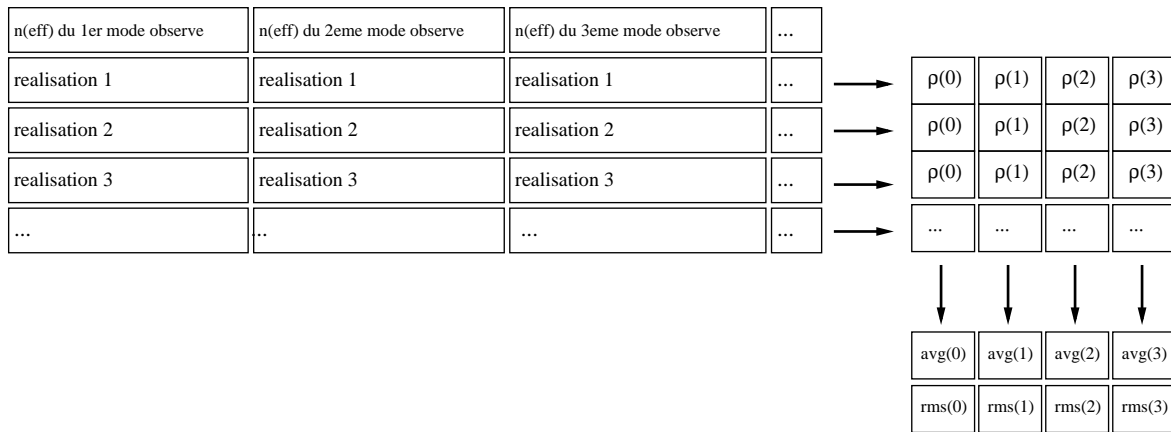 n(eff) du 1er mode observe n(eff) du 2eme mode observe n(eff) du 3eme mode observe ...
realisation 1 realisation 1 realisation 1 ... ρ(0) ρ(1) ρ(2) ρ(3)
realisation 2 realisation 2 realisation 2 ... ρ(0) ρ(1) ρ(2) ρ(3)
realisation 3 realisation 3 realisation 3 ... ρ(0) ρ(1) ρ(2) ρ(3)
... ... ... ... ... ... ... ...
avg(0) avg(1) avg(2) avg(3)
rms(0) rms(1) rms(2) rms(3)